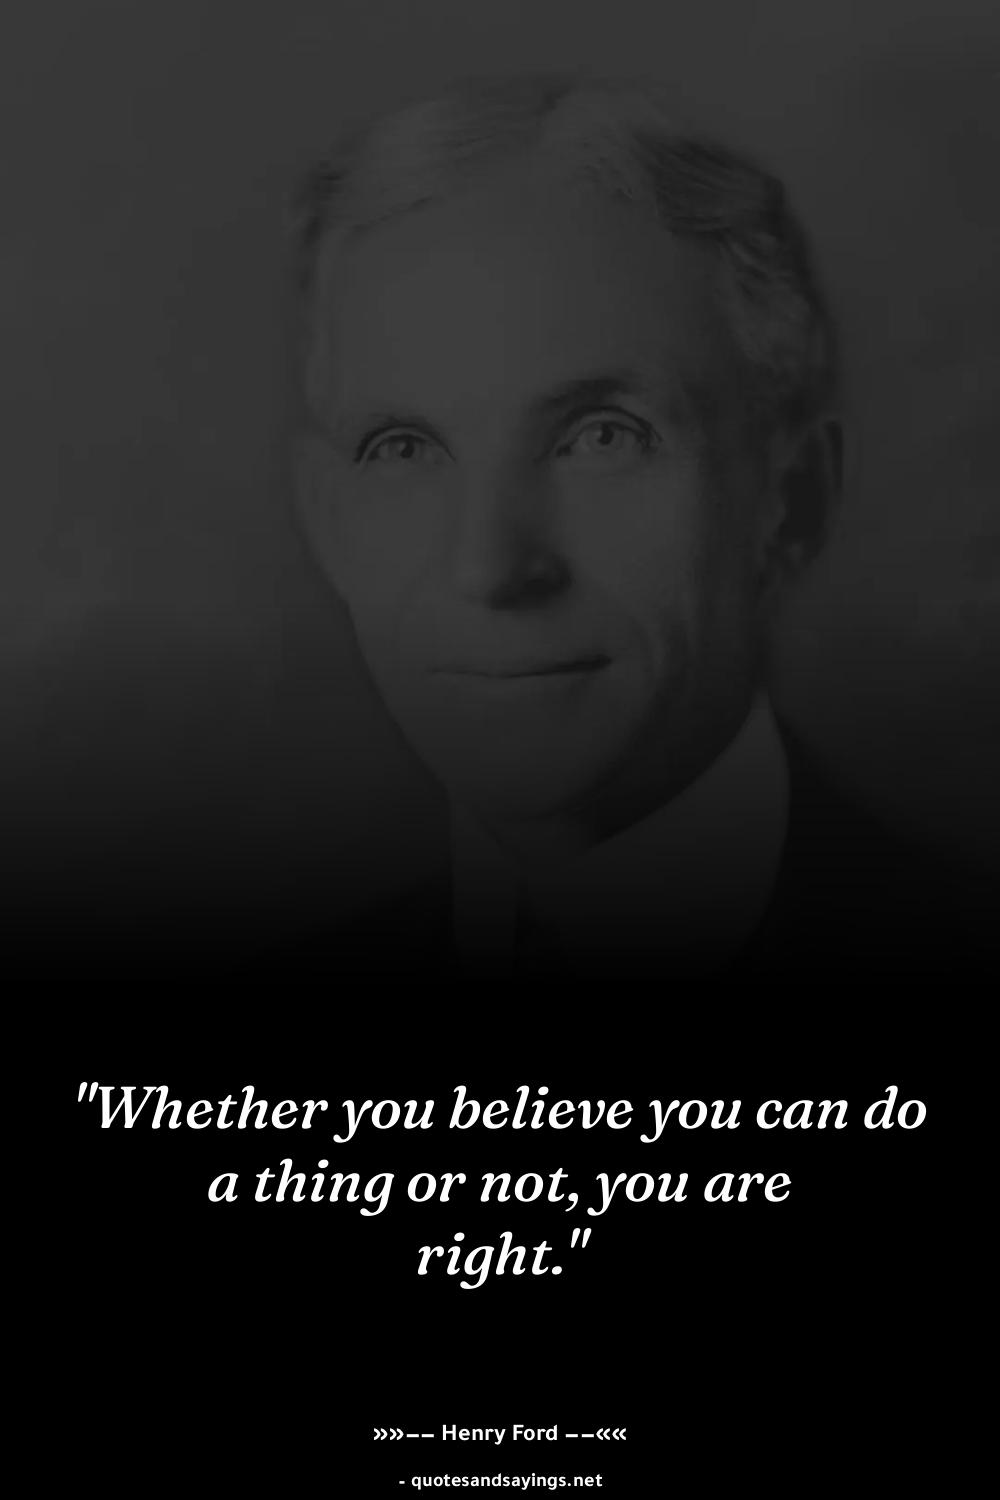 "Whether you believe you can do
a thing or not, you are
right."
»»–– Henry Ford ––««
- quotesandsayings.net